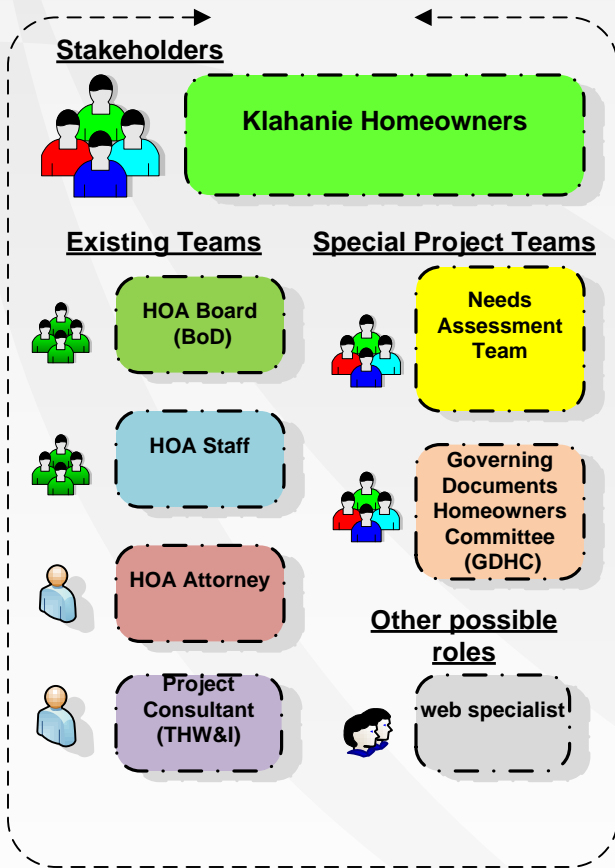 Stakeholders
Klahanie Homeowners
Existing Teams
HOA Board
(BoD)
HOA Staff
HOA Attorney
Project
Consultant
(THW&I)
Special Project Teams
Needs
Assessment
Team
Governing
Documents
Homeowners
Committee
(GDHC)
Other possible
roles
web specialist